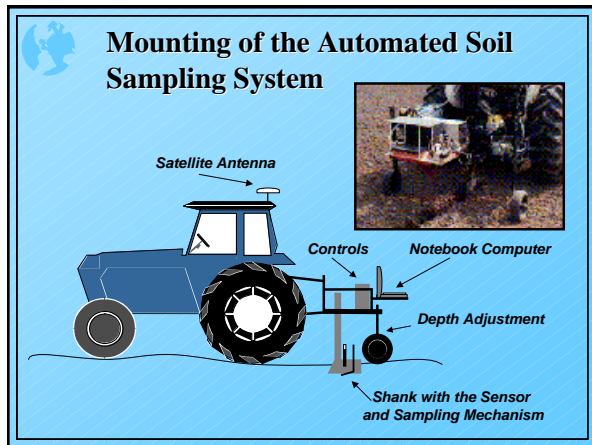 Mounting of the Automated Soil
Sampling System
Satellite Antenna
Controls
Notebook Computer
Depth Adjustment
Shank with the Sensor
and Sampling Mechanism